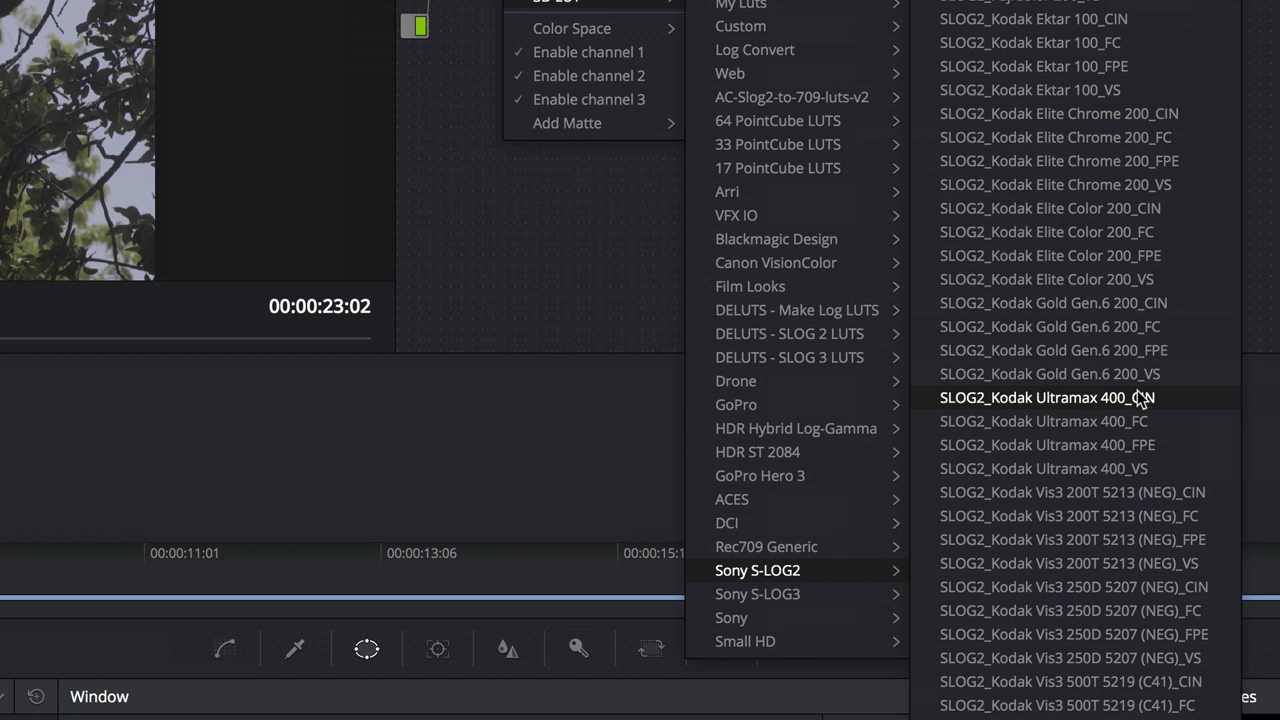 3D LUT
Color Space
Enable channel 1
Enable channel 2
Enable channel 3
Add Matte
My Luts
Custom
Log Convert
Web
AC-Slog2-to-709-luts-v2
64 PointCube LUTS
33 PointCube LUTS
17 PointCube LUTS
Arri
VFX IO
Blackmagic Design
Canon VisionColor
Film Looks
DELUTS - Make Log LUTS
DELUTS - SLOG 2 LUTS
DELUTS - SLOG 3 LUTS
Drone
GoPro
HDR Hybrid Log-Gamma
HDR ST 2084
GoPro Hero 3
ACES
DCI
Rec709 Generic
Sony S-LOG2
Sony S-LOG3
Sony
Small HD
SLOG2_Kodak Ektar 100_CIN
SLOG2_Kodak Ektar 100_FC
SLOG2_Kodak Ektar 100_FPE
SLOG2_Kodak Ektar 100_VS
SLOG2_Kodak Elite Chrome 200_CIN
SLOG2_Kodak Elite Chrome 200_FC
SLOG2_Kodak Elite Chrome 200_FPE
SLOG2_Kodak Elite Chrome 200_VS
SLOG2_Kodak Elite Color 200_CIN
SLOG2_Kodak Elite Color 200_FC
SLOG2_Kodak Elite Color 200_FPE
SLOG2_Kodak Elite Color 200_VS
SLOG2_Kodak Gold Gen.6 200_CIN
SLOG2_Kodak Gold Gen.6 200_FC
SLOG2_Kodak Gold Gen.6 200_FPE
SLOG2_Kodak Gold Gen.6 200_VS
SLOG2_Kodak Ultramax 400_CIN
SLOG2_Kodak Ultramax 400_FC
SLOG2_Kodak Ultramax 400_FPE
SLOG2_Kodak Ultramax 400_VS
SLOG2_Kodak Vis3 200T 5213 (NEG)_CIN
SLOG2_Kodak Vis3 200T 5213 (NEG)_FC
SLOG2_Kodak Vis3 200T 5213 (NEG)_FPE
SLOG2_Kodak Vis3 200T 5213 (NEG)_VS
SLOG2_Kodak Vis3 250D 5207 (NEG)_CIN
SLOG2_Kodak Vis3 250D 5207 (NEG)_FC
SLOG2_Kodak Vis3 250D 5207 (NEG)_FPE
SLOG2_Kodak Vis3 250D 5207 (NEG)_VS
SLOG2_Kodak Vis3 500T 5219 (C41)_CIN
SLOG2_Kodak Vis3 500T 5219 (C41)_FC
00:00:23:02
00:00:11:01
00:00:13:06
00:00:15:1
Window
es